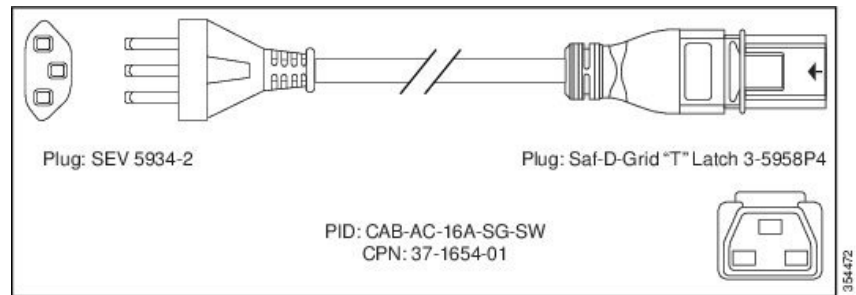 Plug: SEV 5934-2
Plug: Saf-D-Grid “T” Latch 3-5958P4
PID: CAB-AC-16A-SG-SW
CPN: 37-1654-01
354472